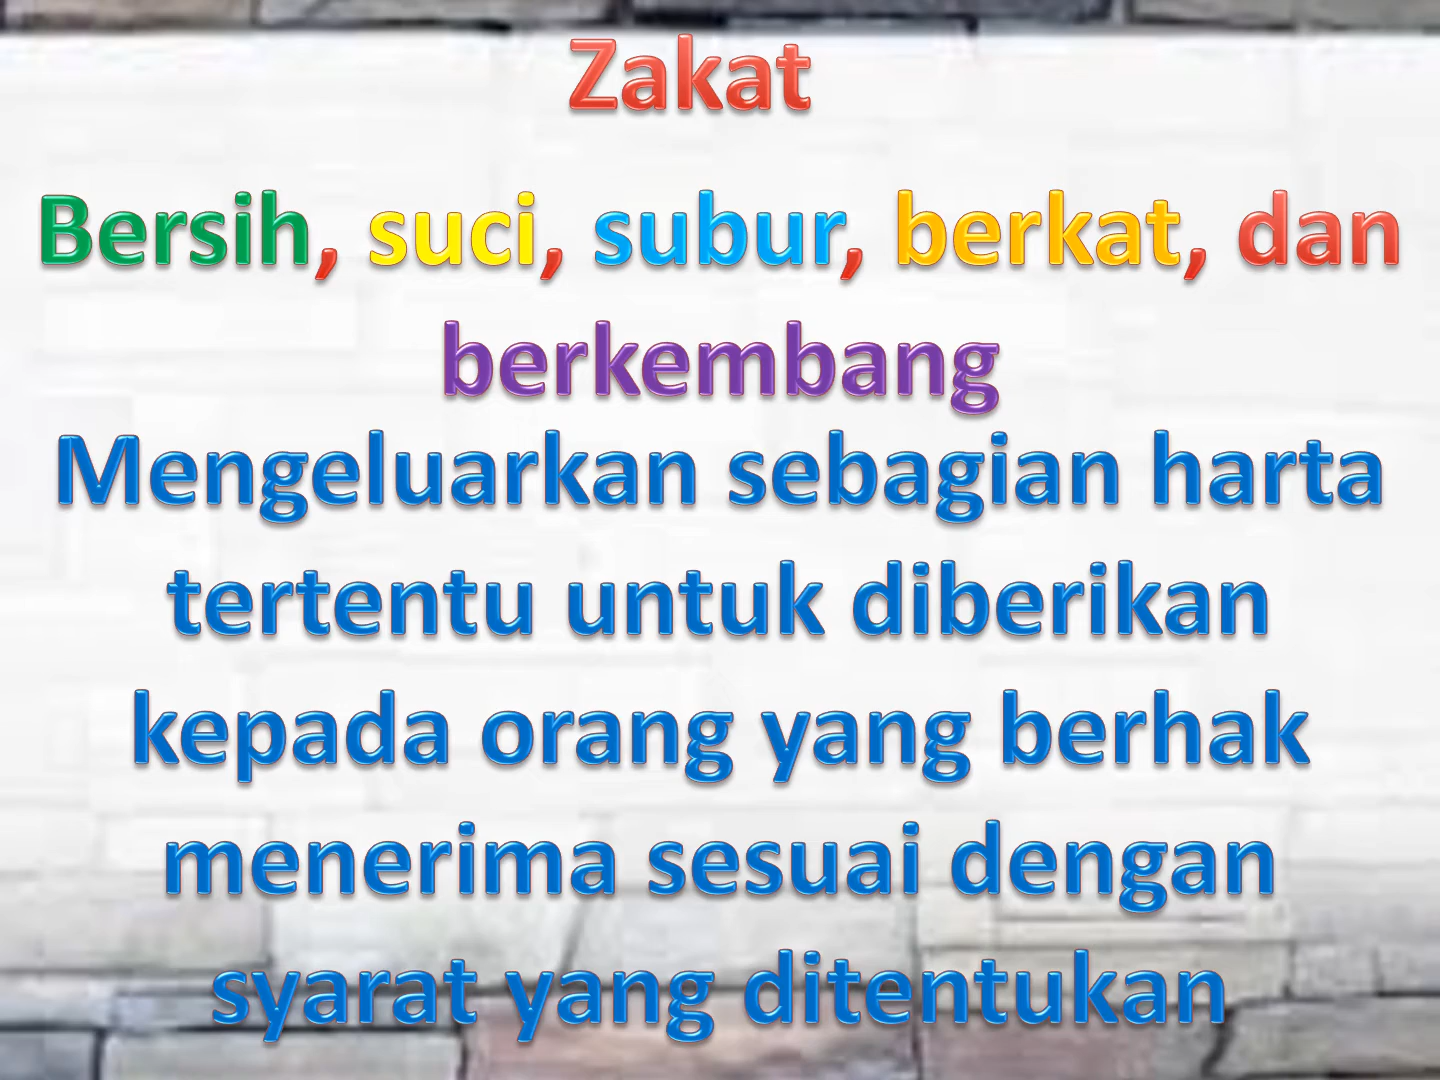 Zakat
Bersih, suci, subur, berkat, dan
berkembang
Mengeluarkan sebagian harta
tertentu untuk diberikan
kepada orang yang berhak
menerima sesuai dengan
syarat yang ditentukan